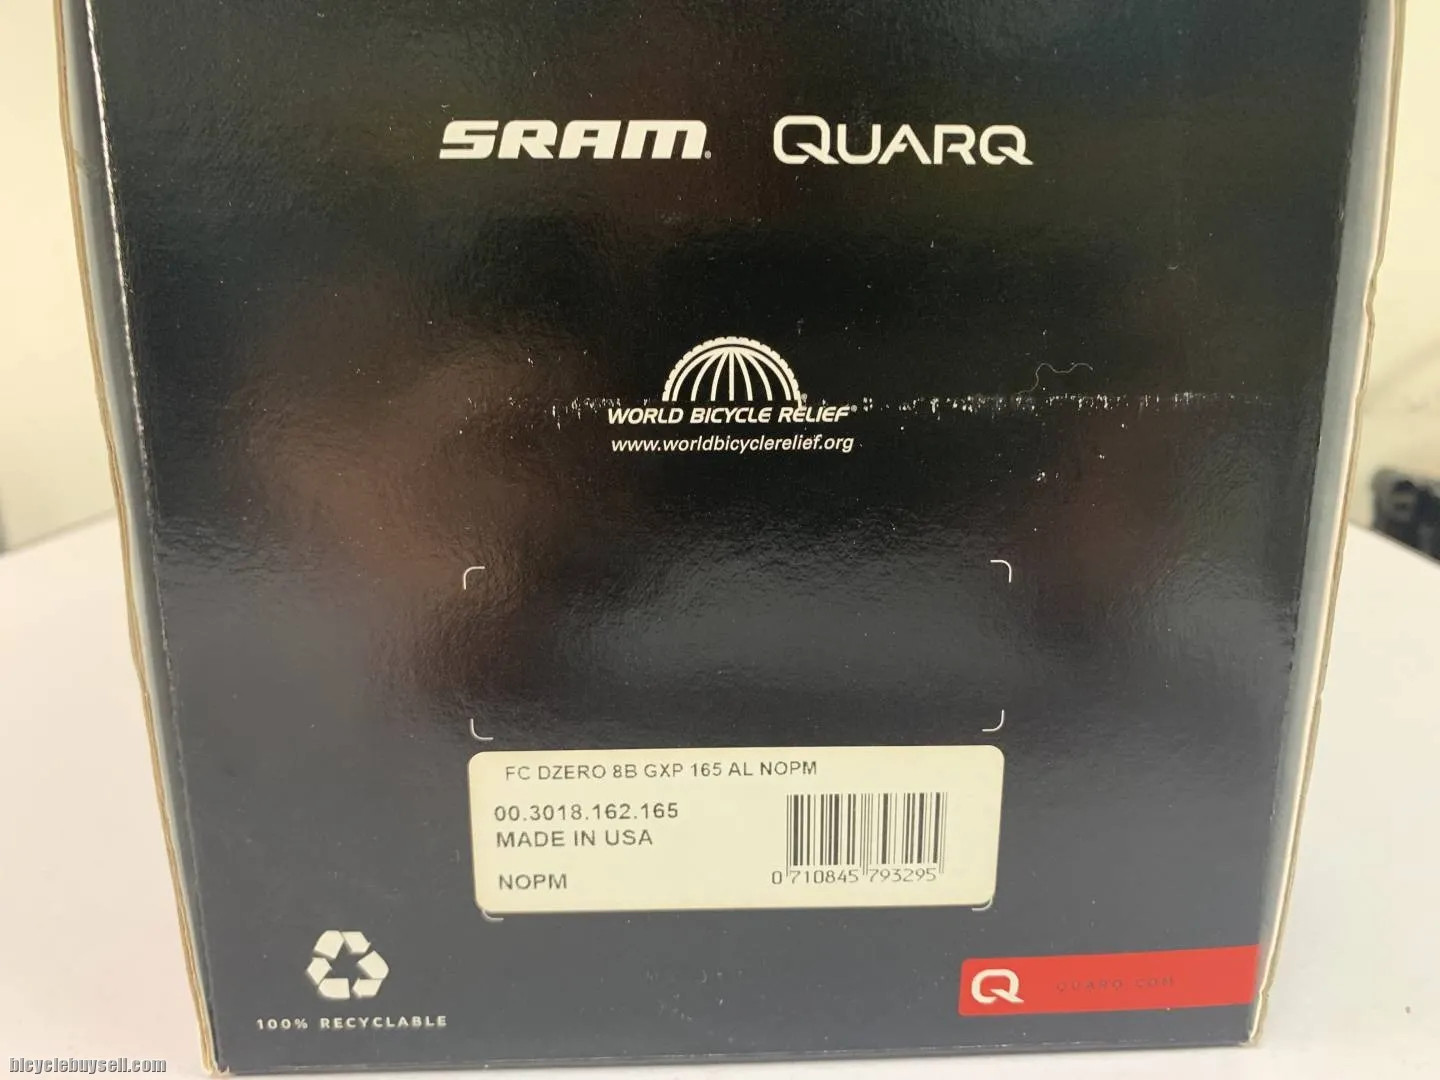 SRAM. QUARQ
WORLD BICYCLE RELIEF®
www.worldbicyclerelief.org
FC DZERO 8B GXP 165 AL NOPM
00.3018.162.165
MADE IN USA
NOPM
0 710845 793295
Q QUARQ.COM
100% RECYCLABLE
bicyclebuysell.com